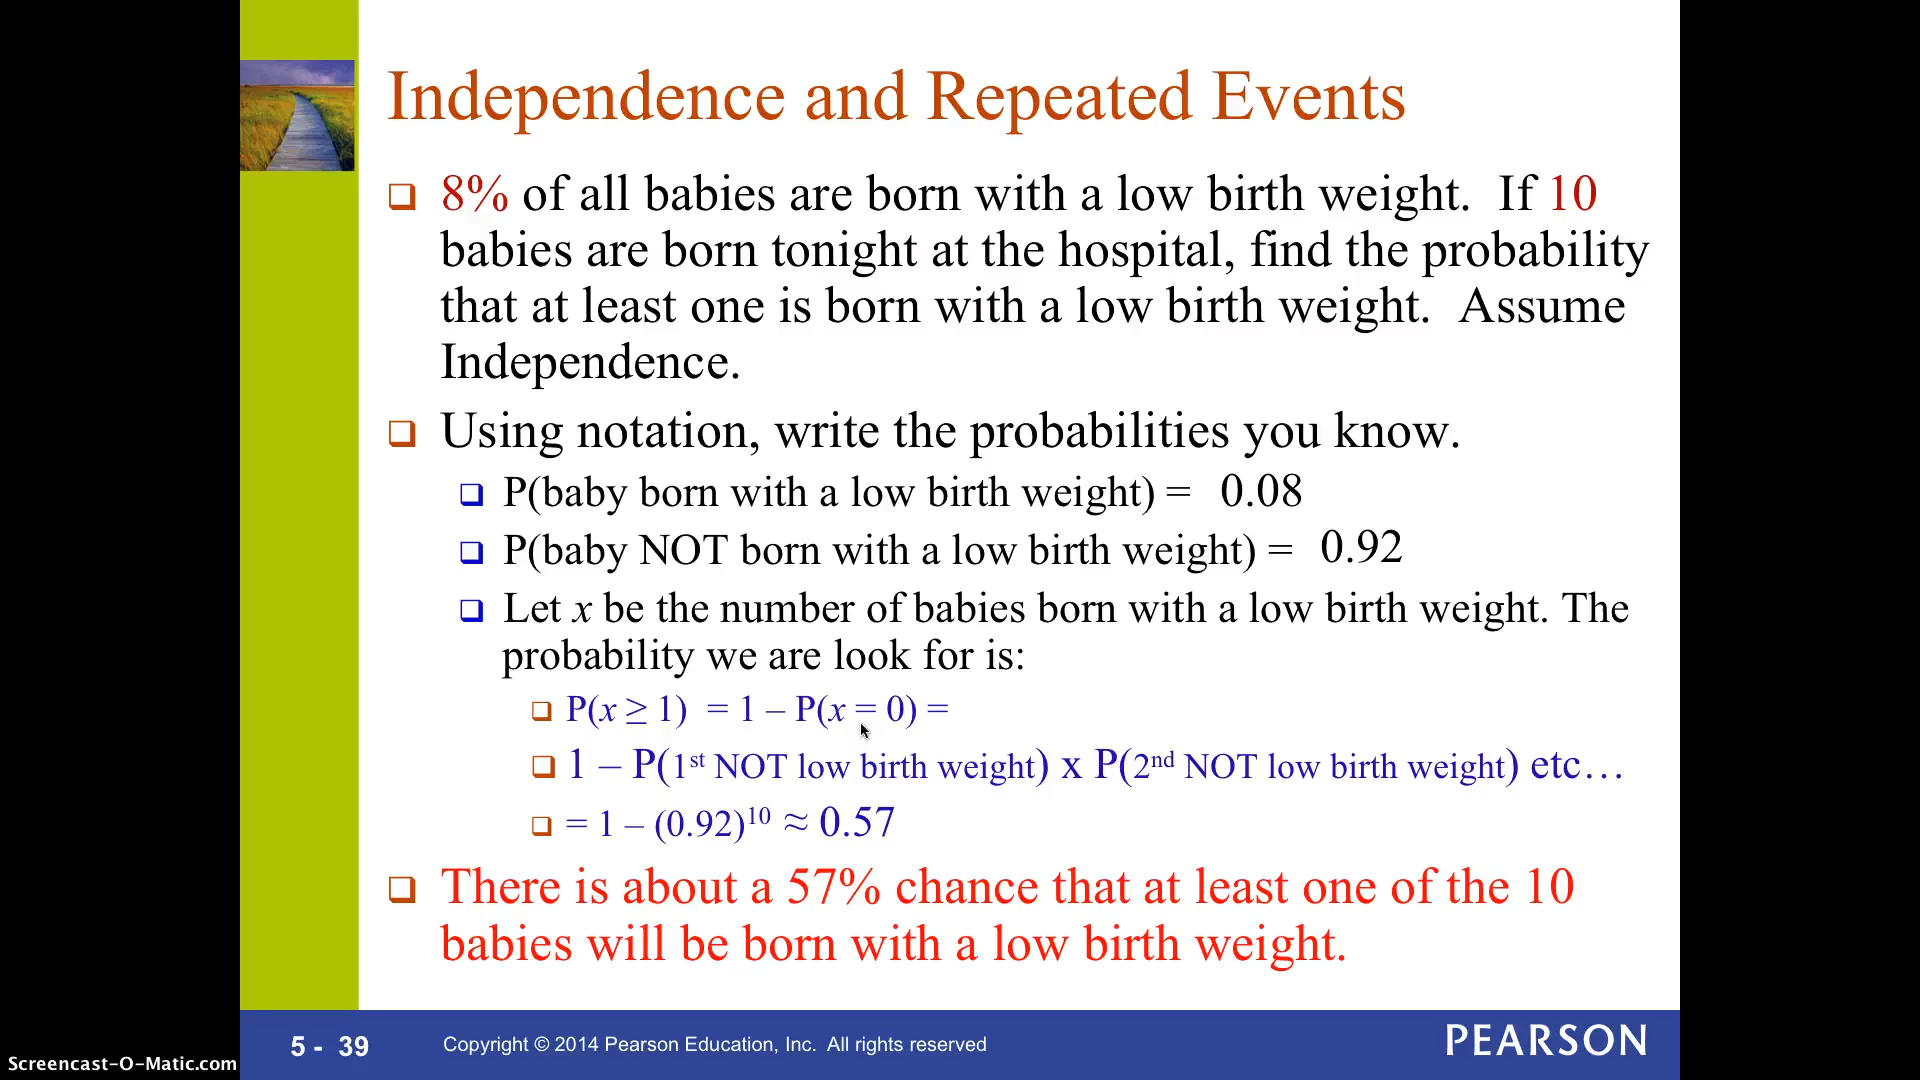 Independence and Repeated Events
8% of all babies are born with a low birth weight. If 10
babies are born tonight at the hospital, find the probability
that at least one is born with a low birth weight. Assume
Independence.
Using notation, write the probabilities you know.
P(baby born with a low birth weight) = 0.08
P(baby NOT born with a low birth weight) = 0.92
Let x be the number of babies born with a low birth weight. The
probability we are look for is:
P(x ≥ 1) = 1 – P(x = 0) =
1 – P(1st NOT low birth weight) x P(2nd NOT low birth weight) etc…
= 1 – (0.92)¹⁰ ≈ 0.57
There is about a 57% chance that at least one of the 10
babies will be born with a low birth weight.
5 - 39 Copyright © 2014 Pearson Education, Inc. All rights reserved PEARSON
Screencast-O-Matic.com